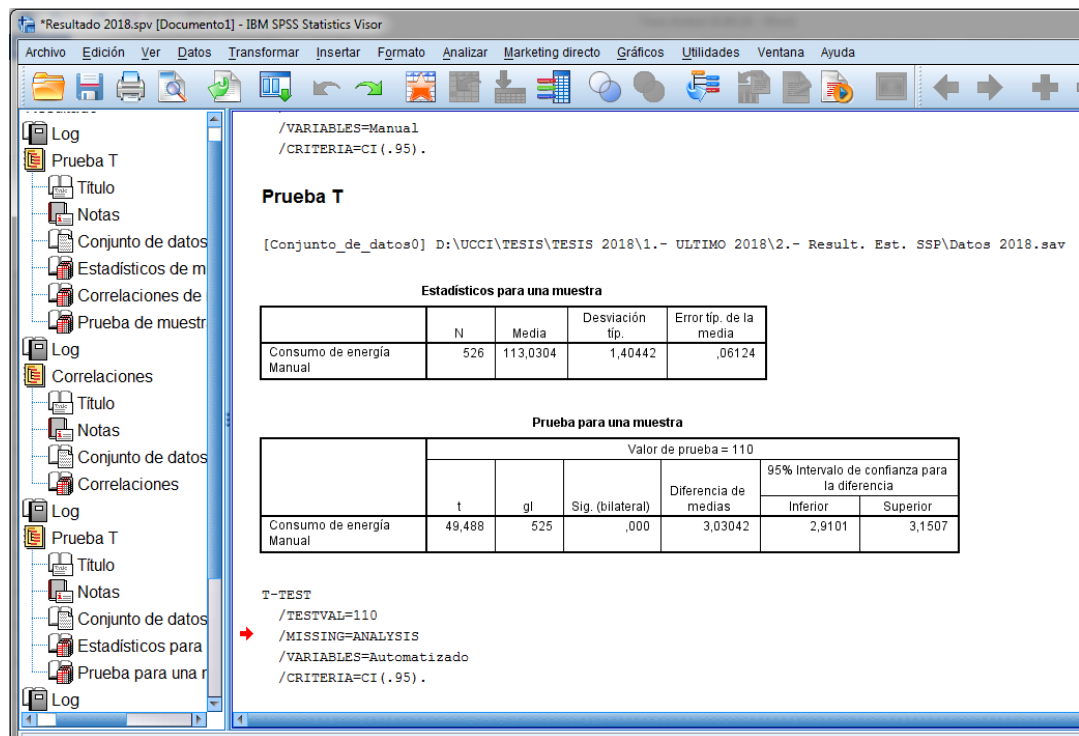 *Resultado 2018.spv [Documento1] - IBM SPSS Statistics Visor
Archivo Edición Ver Datos Transformar Insertar Formato Analizar Marketing directo Gráficos Utilidades Ventana Ayuda
Log
Prueba T
Título
Notas
Conjunto de datos
Estadísticos de m
Correlaciones de
Prueba de muestr
Log
Correlaciones
Título
Notas
Conjunto de datos
Correlaciones
Log
Prueba T
Título
Notas
Conjunto de datos
Estadísticos para
Prueba para una r
Log
/VARIABLES=Manual
/CRITERIA=CI(.95).
Prueba T
[Conjunto_de_datos0] D:\UCCI\TESIS\TESIS 2018\1.- ULTIMO 2018\2.- Result. Est. SSP\Datos 2018.sav
Estadísticos para una muestra
N Media Desviación típ. Error típ. de la media
Consumo de energía Manual 526 113,0304 1,40442 ,06124
Prueba para una muestra
Valor de prueba = 110
95% Intervalo de confianza para la diferencia
t gl Sig. (bilateral) Diferencia de medias Inferior Superior
Consumo de energía Manual 49,488 525 ,000 3,03042 2,9101 3,1507
T-TEST
/TESTVAL=110
/MISSING=ANALYSIS
/VARIABLES=Automatizado
/CRITERIA=CI(.95).